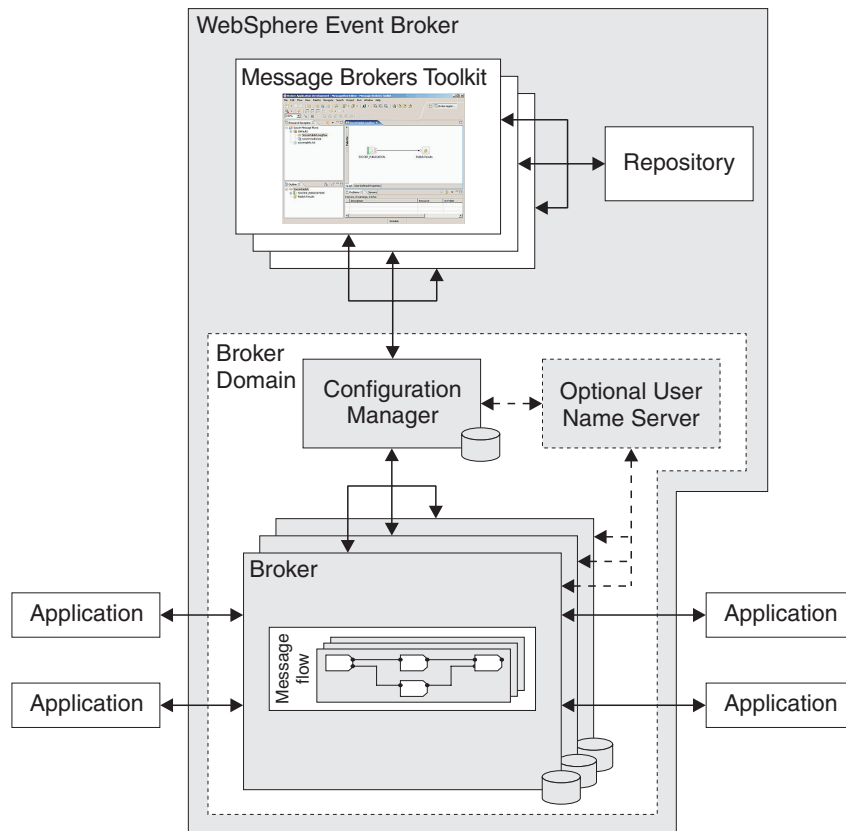 WebSphere Event Broker
Message Brokers Toolkit
Repository
Broker
Domain
Configuration
Manager
Optional User
Name Server
Broker
Application
Application
Message
flow
Application
Application